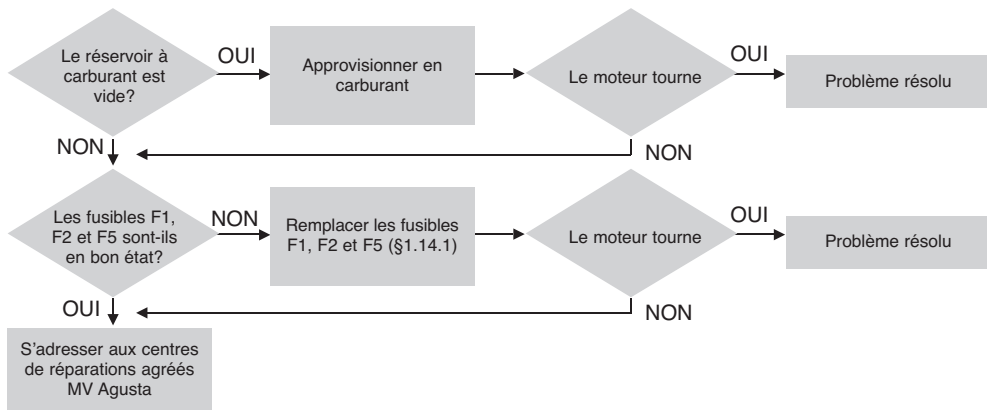 Le réservoir à
carburant est
vide?
OUI
Approvisionner en
carburant
Le moteur tourne
OUI
Problème résolu
NON
NON
Les fusibles F1,
F2 et F5 sont-ils
en bon état?
NON
Remplacer les fusibles
F1, F2 et F5 (§1.14.1)
Le moteur tourne
OUI
Problème résolu
OUI
NON
S'adresser aux centres
de réparations agréés
MV Agusta